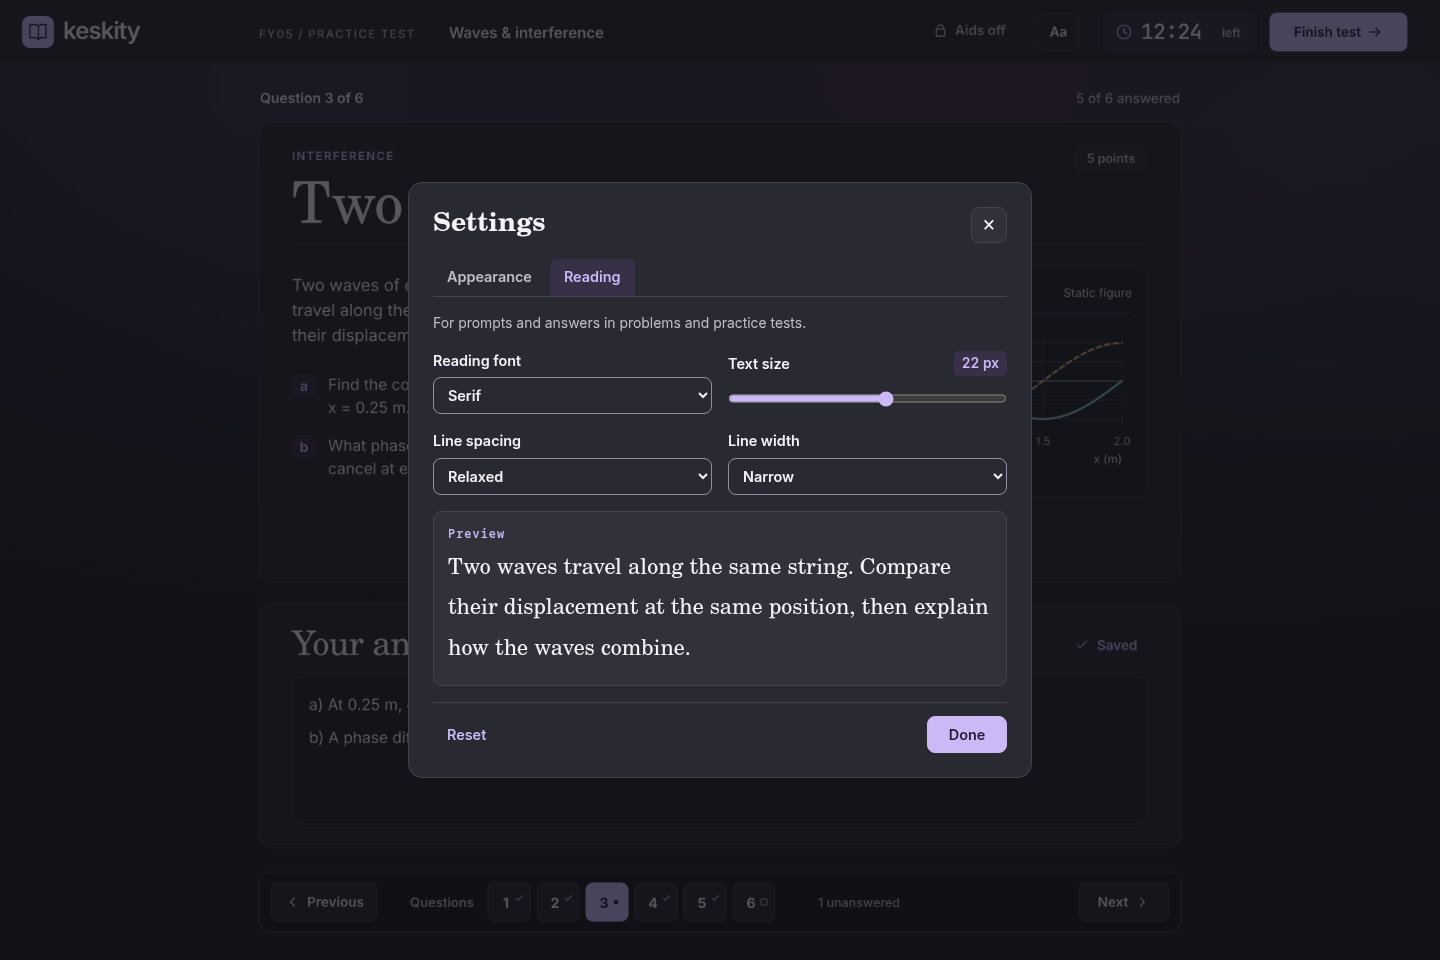 keskity
FY05 / PRACTICE TEST
Waves & interference
Aids off
Aa
12:24 left
Finish test →
Question 3 of 6
5 of 6 answered
INTERFERENCE
5 points
Two
Two waves of
travel along the
their displacem
a Find the co
x = 0.25 m.
b What phase
cancel at e
Static figure
1.5 2.0
x (m)
Settings
×
Appearance Reading
For prompts and answers in problems and practice tests.
Reading font
Serif
Text size 22 px
Line spacing
Relaxed
Line width
Narrow
Preview
Two waves travel along the same string. Compare
their displacement at the same position, then explain
how the waves combine.
Reset
Done
Your an
Saved
a) At 0.25 m,
b) A phase dif
Previous
Questions 1 2 3 4 5 6
1 unanswered
Next